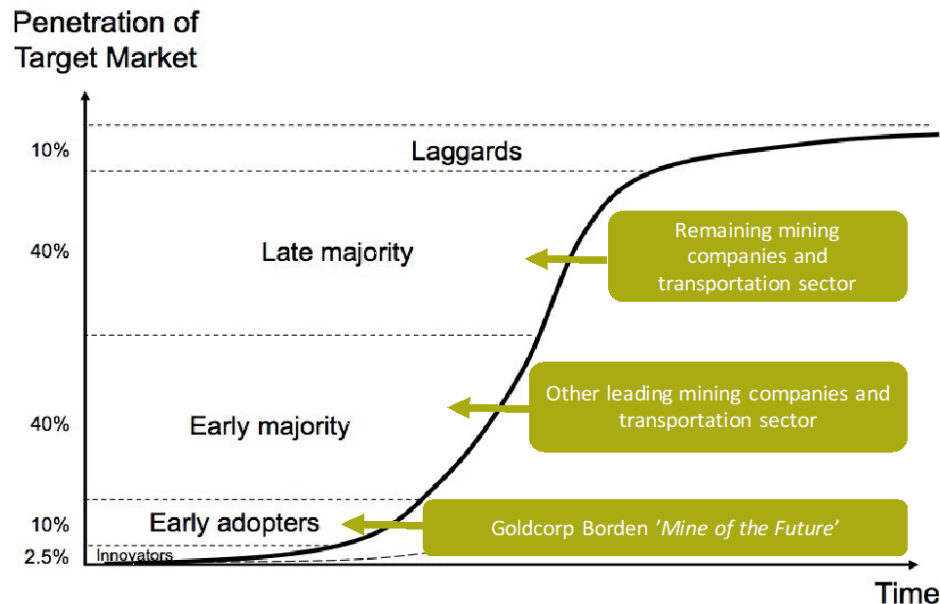 Penetration of
Target Market
10%
Laggards
40%
Late majority
Remaining mining
companies and
transportation sector
40%
Early majority
Other leading mining companies and
transportation sector
10%
Early adopters
Goldcorp Borden 'Mine of the Future'
2.5%
Innovators
Time